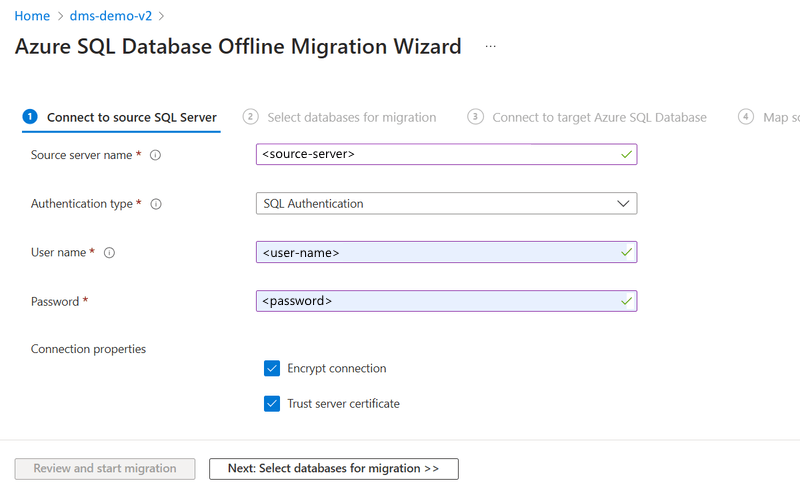 Home > dms-demo-v2 >
Azure SQL Database Offline Migration Wizard ...
1 Connect to source SQL Server 2 Select databases for migration 3 Connect to target Azure SQL Database 4 Map so
Source server name * <source-server>
Authentication type * SQL Authentication
User name * <user-name>
Password * <password>
Connection properties
Encrypt connection
Trust server certificate
Review and start migration Next: Select databases for migration >>